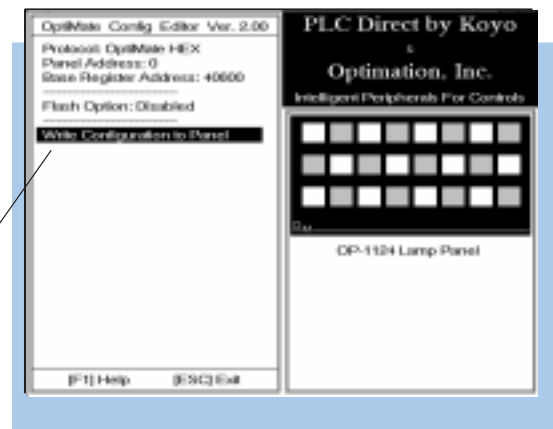 OptiMate Config Editor Ver. 2.00
Protocol: OptiMate HEX
Panel Address: 0
Base Register Address: 40600
Flash Option: Disabled
Write Configuration to Panel
[F1] Help [ESC] Exit
PLC Direct by Koyo
&
Optimation, Inc.
Intelligent Peripherals For Controls
OP-1124 Lamp Panel